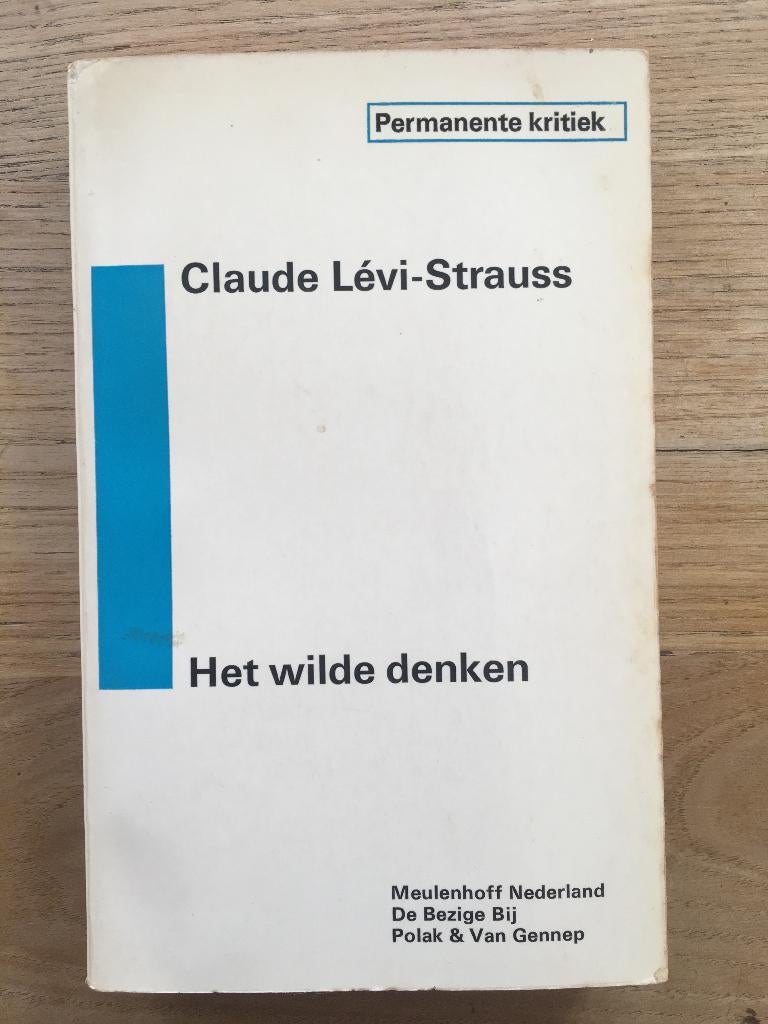 Permanente kritiek
Claude Lévi-Strauss
Het wilde denken
Meulenhoff Nederland
De Bezige Bij
Polak & Van Gennep